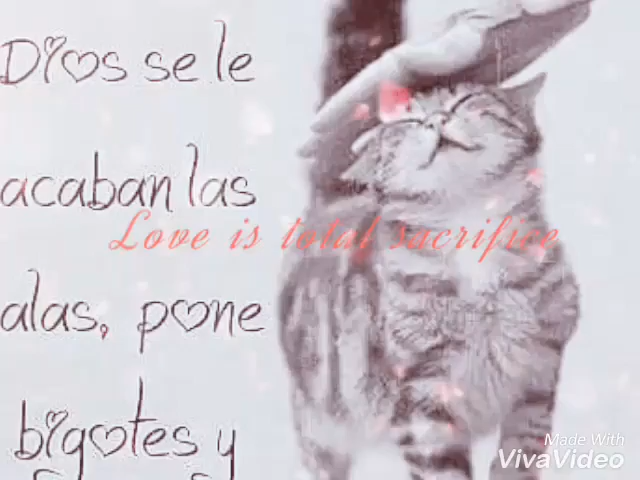 Dios se le
acaban las
Love is total sacrifice
alas, pone
bigotes y
Made With
VivaVideo